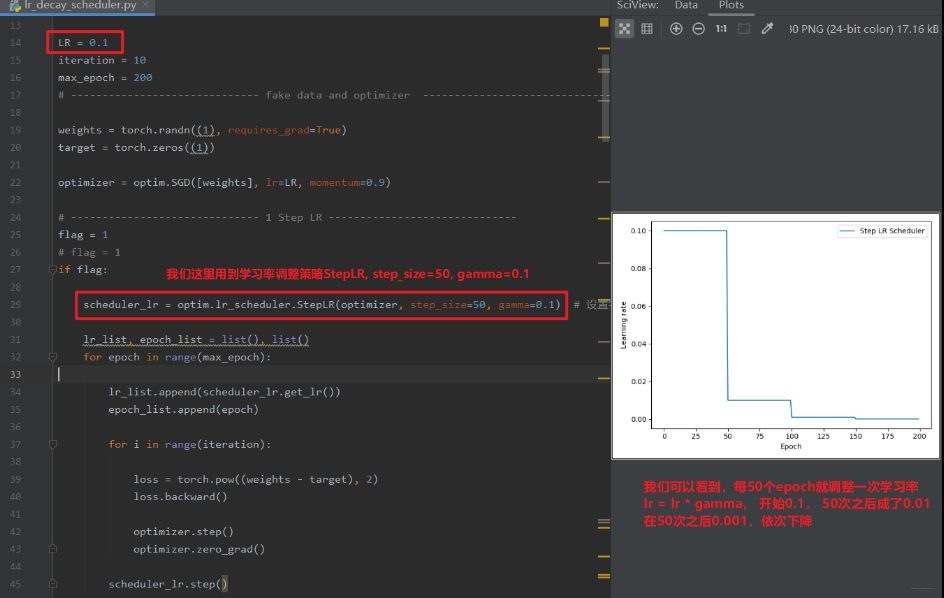 lr_decay_scheduler.py
SciView: Data Plots
1:1 30 PNG (24-bit color) 17.16 kB
13
14 LR = 0.1
15 iteration = 10
16 max_epoch = 200
17 # ------------------------------ fake data and optimizer ------------------------------
18
19 weights = torch.randn((1), requires_grad=True)
20 target = torch.zeros((1))
21
22 optimizer = optim.SGD([weights], lr=LR, momentum=0.9)
23
24 # ------------------------------ 1 Step LR ------------------------------
25 flag = 1
26 # flag = 1
27 if flag:
我们这里用到学习率调整策略StepLR, step_size=50, gamma=0.1
28
29 scheduler_lr = optim.lr_scheduler.StepLR(optimizer, step_size=50, gamma=0.1) # 设置
30
31 lr_list, epoch_list = list(), list()
32 for epoch in range(max_epoch):
33
34 lr_list.append(scheduler_lr.get_lr())
35 epoch_list.append(epoch)
36
37 for i in range(iteration):
38
39 loss = torch.pow((weights - target), 2)
40 loss.backward()
41
42 optimizer.step()
43 optimizer.zero_grad()
44
45 scheduler_lr.step()
Step LR Scheduler
0.10
0.08
0.06
0.04
0.02
0.00
Learning rate
0 25 50 75 100 125 150 175 200
Epoch
我们可以看到，每50个epoch就调整一次学习率
lr = lr * gamma， 开始0.1， 50次之后成了0.01
在50次之后0.001，依次下降